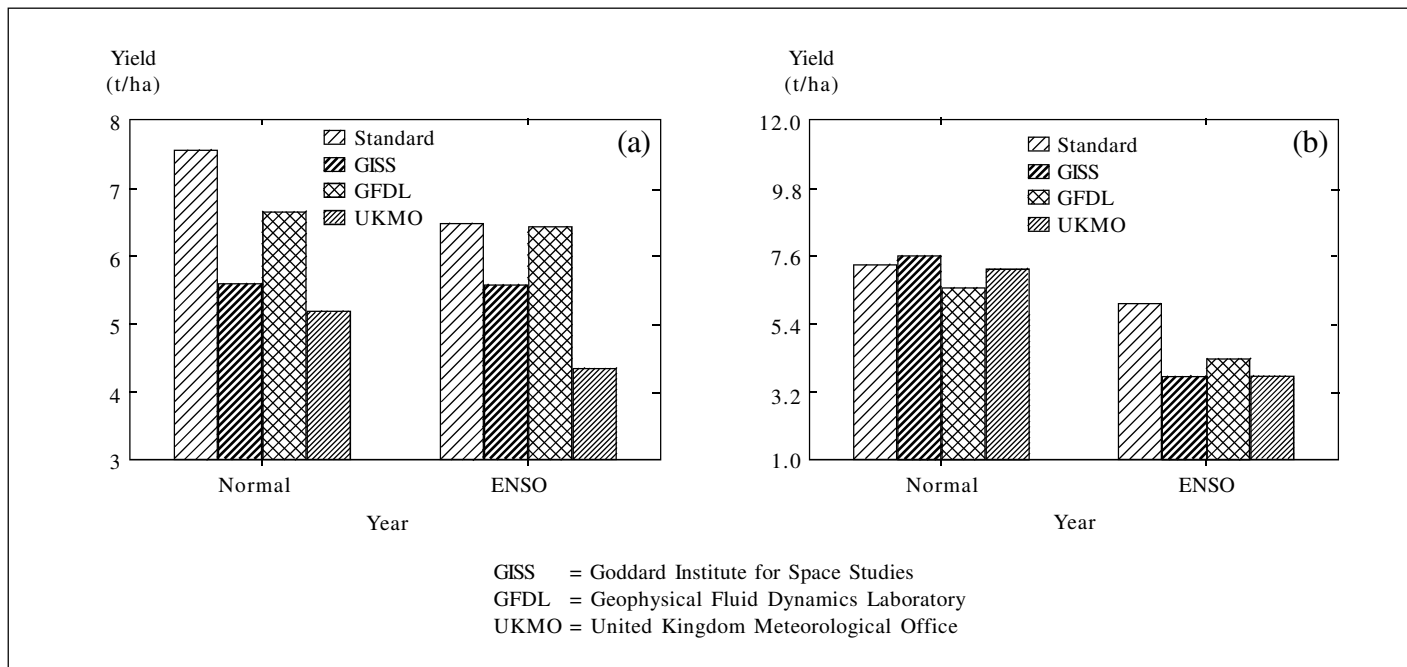 Yield
(t/ha)
8
7
6
5
4
3
(a)
Standard
GISS
GFDL
UKMO
Normal
ENSO
Year
Yield
(t/ha)
12.0
9.8
7.6
5.4
3.2
1.0
(b)
Standard
GISS
GFDL
UKMO
Normal
ENSO
Year
GISS = Goddard Institute for Space Studies
GFDL = Geophysical Fluid Dynamics Laboratory
UKMO = United Kingdom Meteorological Office